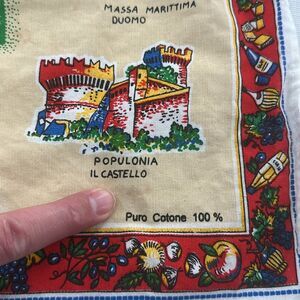 MASSA MARITTIMA
DUOMO
POPULONIA
IL CASTELLO
Puro Cotone 100 %